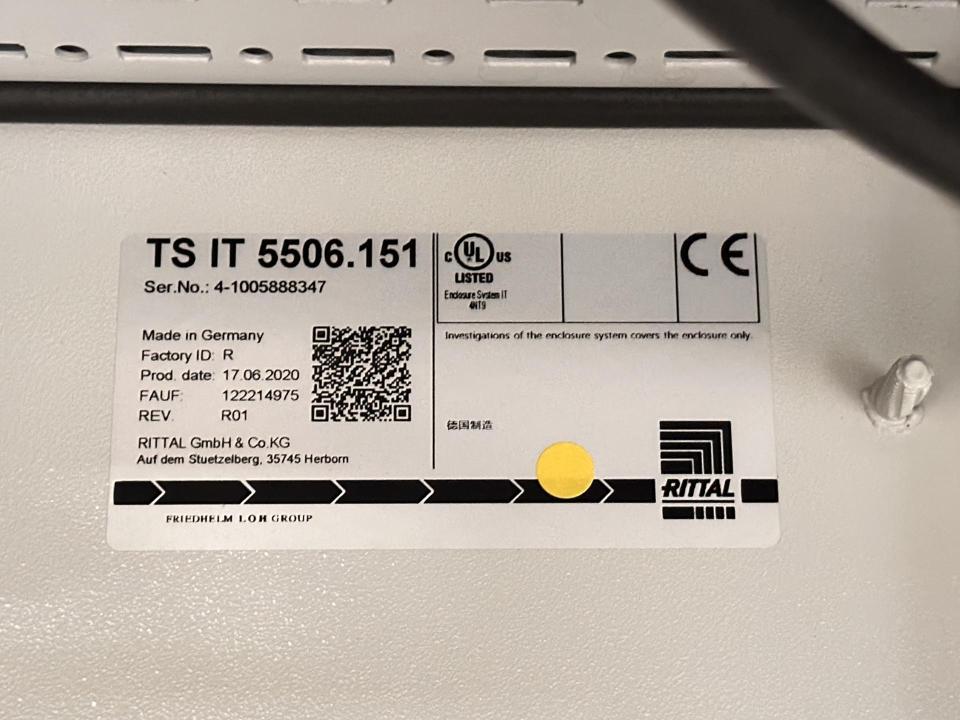 TS IT 5506.151
Ser.No.: 4-1005888347
Made in Germany
Factory ID: R
Prod. date: 17.06.2020
FAUF: 122214975
REV. R01
RITTAL GmbH & Co.KG
Auf dem Stuetzelberg, 35745 Herborn
FRIEDHELM LOH GROUP
C UL US
LISTED
Enclosure System IT
4NT9
CE
Investigations of the enclosure system covers the enclosure only.
德国制造
RITTAL